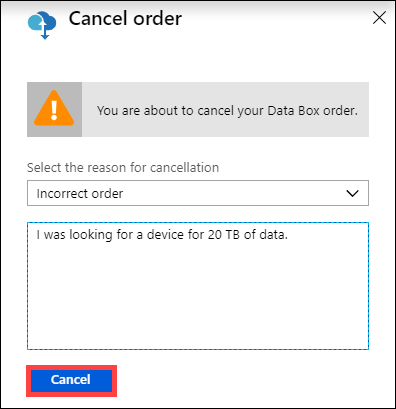 Cancel order
You are about to cancel your Data Box order.
Select the reason for cancellation
Incorrect order
I was looking for a device for 20 TB of data.
Cancel